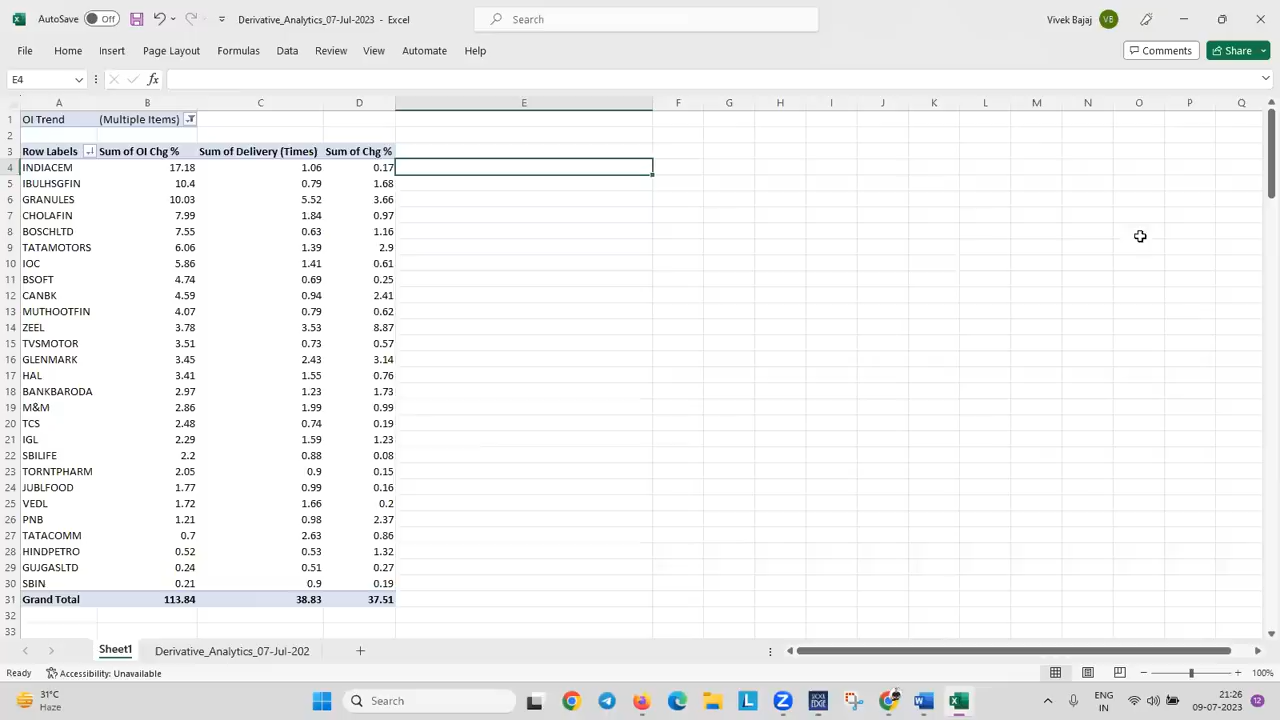 AutoSave Off Derivative_Analytics_07-Jul-2023 - Excel Search Vivek Bajaj VB
File Home Insert Page Layout Formulas Data Review View Automate Help Comments Share
E4 fx
A B C D E F G H I J K L M N O P Q
1 OI Trend (Multiple Items)
2
3 Row Labels Sum of OI Chg % Sum of Delivery (Times) Sum of Chg %
4 INDIACEM 17.18 1.06 0.17
5 IBULHSGFIN 10.4 0.79 1.68
6 GRANULES 10.03 5.52 3.66
7 CHOLAFIN 7.99 1.84 0.97
8 BOSCHLTD 7.55 0.63 1.16
9 TATAMOTORS 6.06 1.39 2.9
10 IOC 5.86 1.41 0.61
11 BSOFT 4.74 0.69 0.25
12 CANBK 4.59 0.94 2.41
13 MUTHOOTFIN 4.07 0.79 0.62
14 ZEEL 3.78 3.53 8.87
15 TVSMOTOR 3.51 0.73 0.57
16 GLENMARK 3.45 2.43 3.14
17 HAL 3.41 1.55 0.76
18 BANKBARODA 2.97 1.23 1.73
19 M&M 2.86 1.99 0.99
20 TCS 2.48 0.74 0.19
21 IGL 2.29 1.59 1.23
22 SBILIFE 2.2 0.88 0.08
23 TORNTPHARM 2.05 0.9 0.15
24 JUBLFOOD 1.77 0.99 0.16
25 VEDL 1.72 1.66 0.2
26 PNB 1.21 0.98 2.37
27 TATACOMM 0.7 2.63 0.86
28 HINDPETRO 0.52 0.53 1.32
29 GUJGASLTD 0.24 0.51 0.27
30 SBIN 0.21 0.9 0.19
31 Grand Total 113.84 38.83 37.51
32
33
Sheet1 Derivative_Analytics_07-Jul-202
Ready Accessibility: Unavailable 100%
31°C Haze Search L Z W ENG IN 21:26 09-07-2023 12